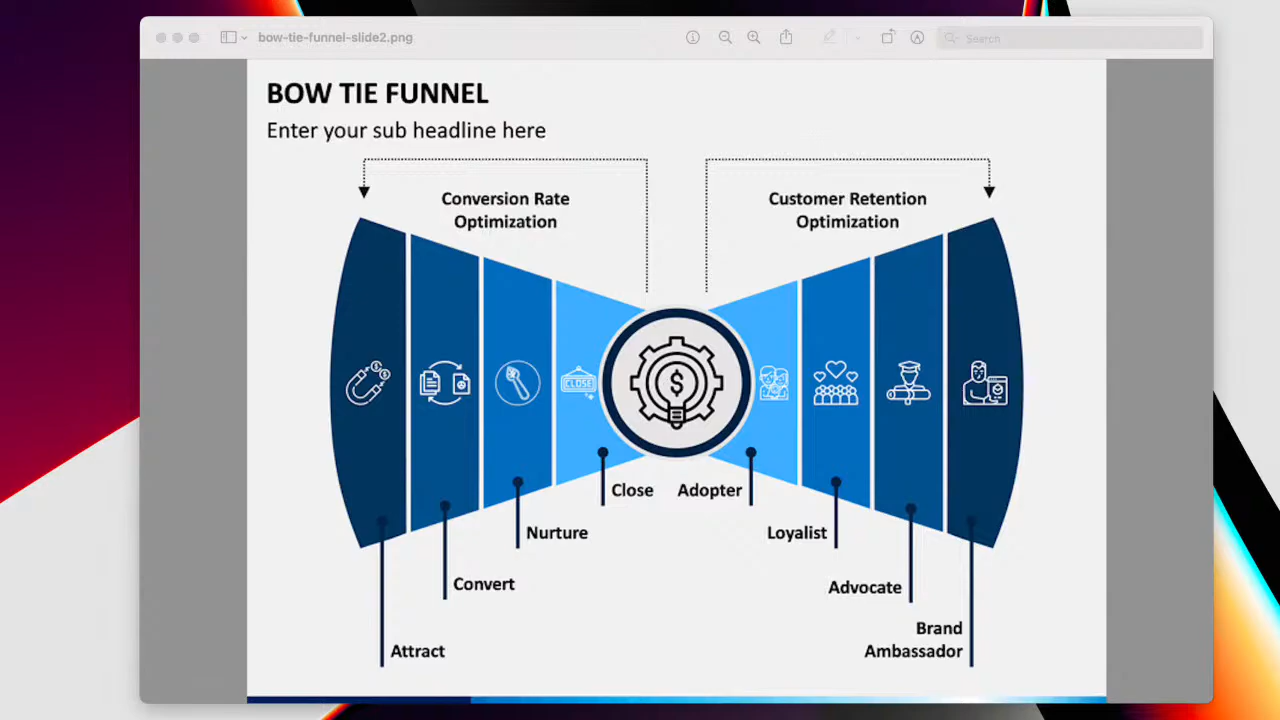 bow-tie-funnel-slide2.png
Search
BOW TIE FUNNEL
Enter your sub headline here
Conversion Rate
Optimization
Customer Retention
Optimization
CLOSE
$
Close
Adopter
Nurture
Loyalist
Convert
Advocate
Attract
Brand
Ambassador